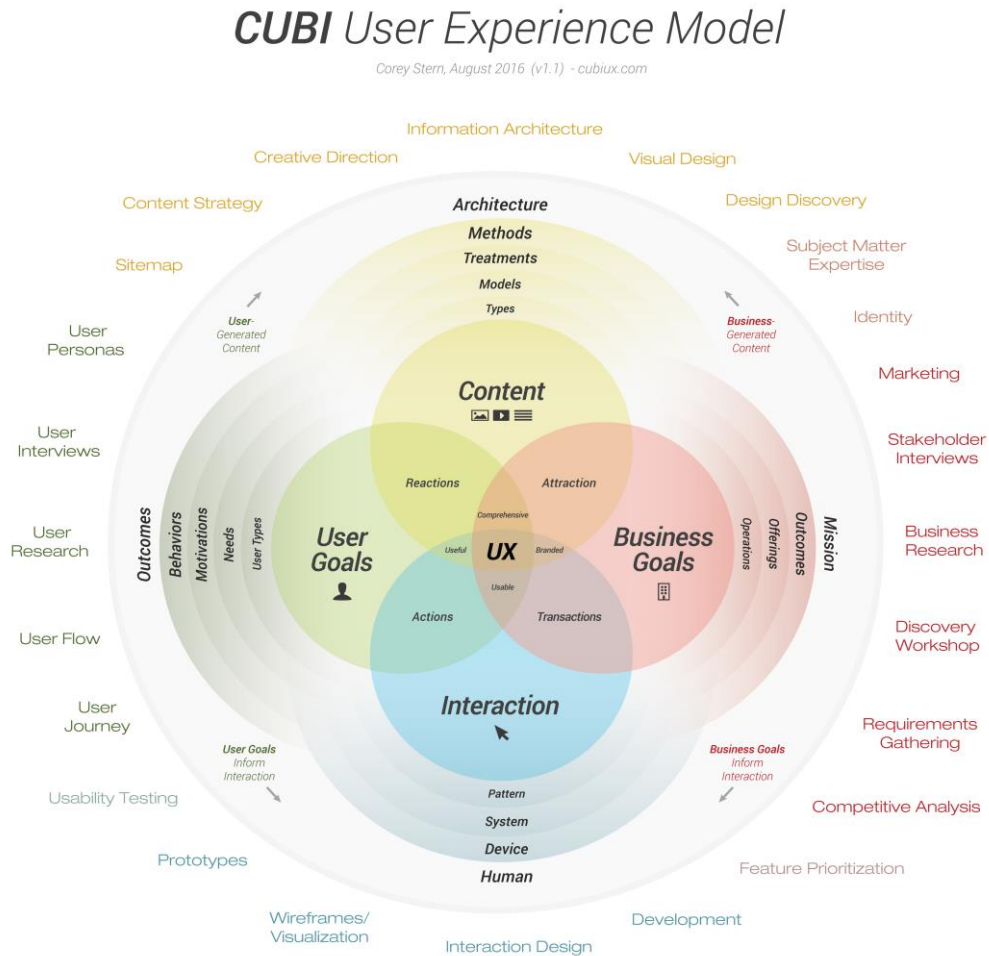 CUBI User Experience Model
Corey Stern, August 2016 (v1.1) - cubiux.com
Information Architecture
Creative Direction
Visual Design
Content Strategy
Design Discovery
Sitemap
Subject Matter
Expertise
User
Personas
Identity
Marketing
User
Interviews
Stakeholder
Interviews
User
Research
Business
Research
User Flow
Discovery
Workshop
User
Journey
Requirements
Gathering
Usability Testing
Competitive Analysis
Prototypes
Feature Prioritization
Wireframes/
Visualization
Development
Interaction Design
Architecture
Methods
Treatments
Models
Types
User-
Generated
Content
Business-
Generated
Content
Content
Reactions
Attraction
Comprehensive
Outcomes
Behaviors
Motivations
Needs
User Types
User
Goals
Useful
UX
Branded
Usable
Business
Goals
Operations
Offerings
Outcomes
Mission
Actions
Transactions
Interaction
User Goals
Inform
Interaction
Business Goals
Inform
Interaction
Pattern
System
Device
Human